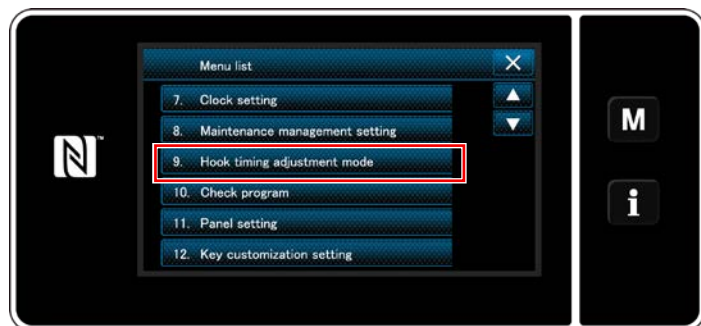 Menu list
7. Clock setting
8. Maintenance management setting
9. Hook timing adjustment mode
10. Check program
11. Panel setting
12. Key customization setting
M
i